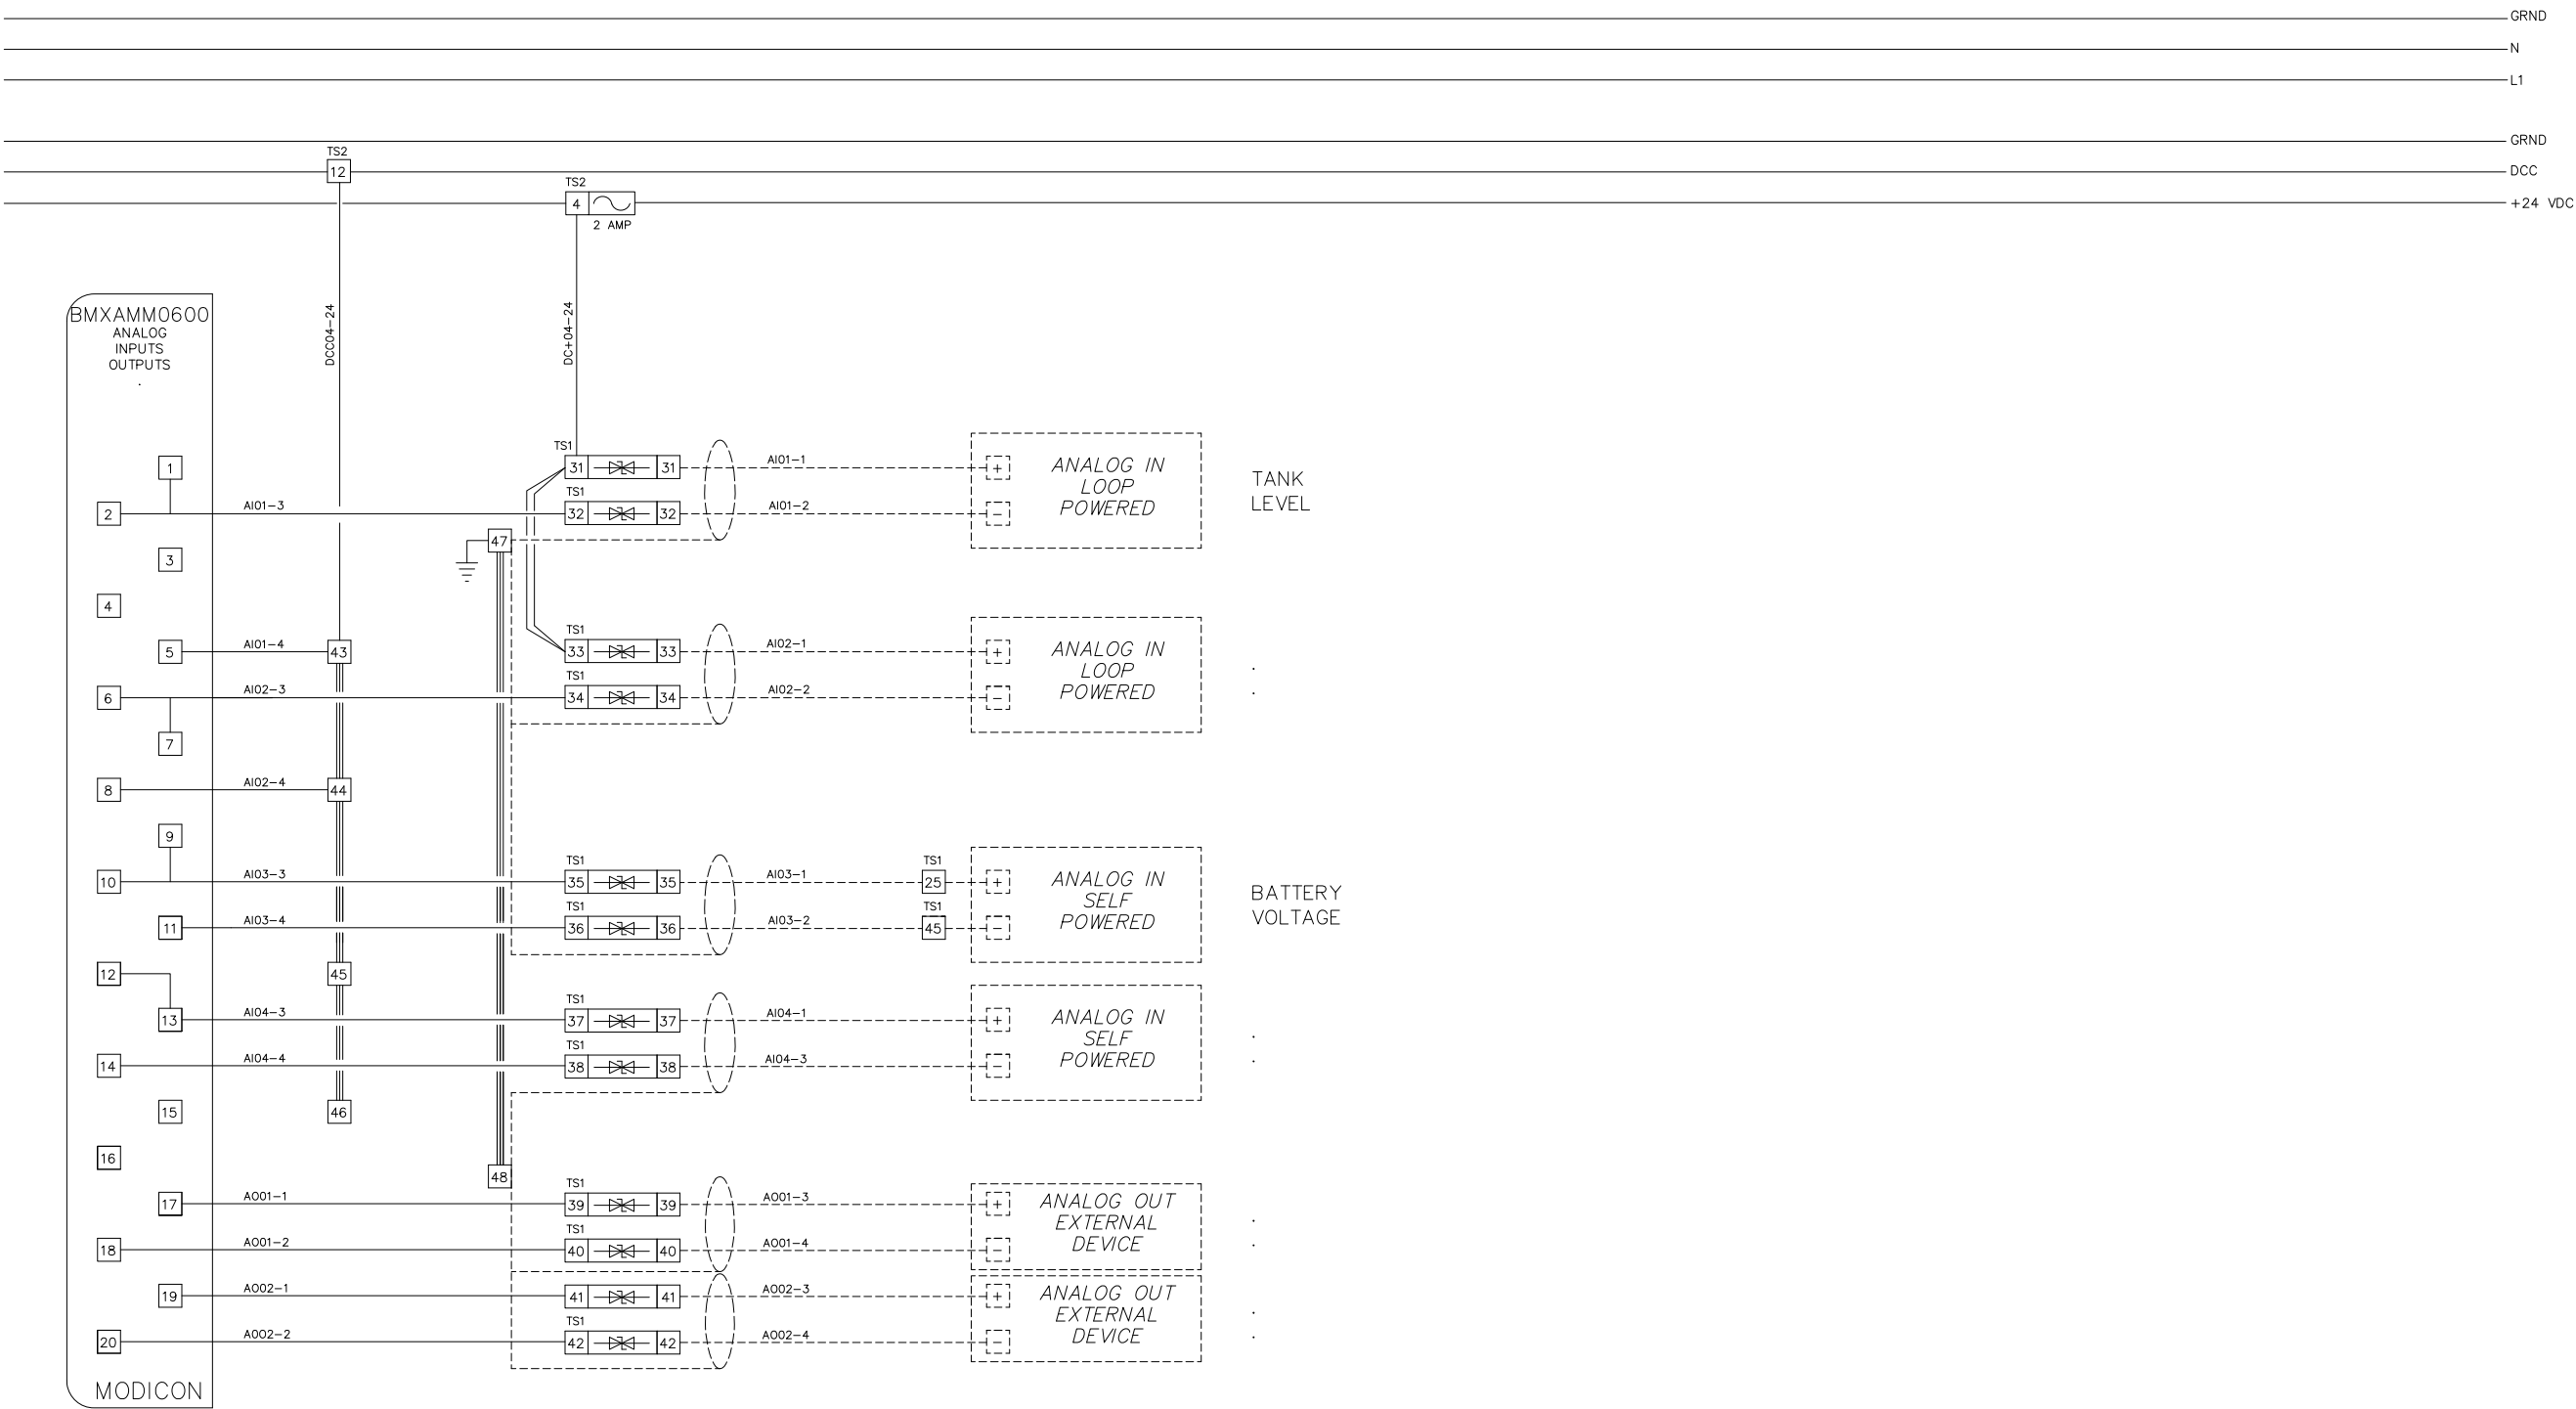 GRND
N
L1
GRND
TS2
12
DCC
TS2
4
+24 VDC
2 AMP
DCC04-24
DC+04-24
BMXAMM0600
ANALOG
INPUTS
OUTPUTS
.
TS1
1
31
31
AI01-1
+
ANALOG IN
LOOP
POWERED
TANK
LEVEL
TS1
2
AI01-3
32
32
AI01-2
-
47
3
4
TS1
5
AI01-4
43
33
33
AI02-1
+
ANALOG IN
LOOP
POWERED
.
.
TS1
6
AI02-3
34
34
AI02-2
-
7
8
AI02-4
44
9
TS1
TS1
10
AI03-3
35
35
AI03-1
25
+
ANALOG IN
SELF
POWERED
BATTERY
VOLTAGE
TS1
TS1
11
AI03-4
36
36
AI03-2
45
-
12
45
TS1
13
AI04-3
37
37
AI04-1
+
ANALOG IN
SELF
POWERED
.
.
TS1
14
AI04-4
38
38
AI04-3
-
15
46
16
48
TS1
17
AO01-1
39
39
AO01-3
+
ANALOG OUT
EXTERNAL
DEVICE
.
.
TS1
18
AO01-2
40
40
AO01-4
-
19
AO02-1
41
41
AO02-3
+
ANALOG OUT
EXTERNAL
DEVICE
.
.
TS1
20
AO02-2
42
42
AO02-4
-
MODICON